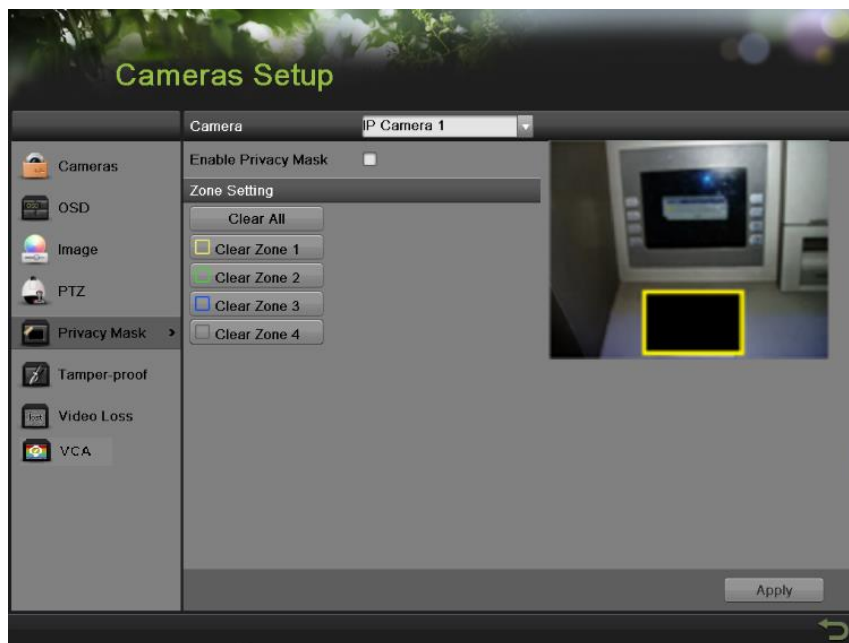 Cameras Setup
Camera IP Camera 1
Cameras
OSD
Image
PTZ
Privacy Mask
Tamper-proof
Video Loss
VCA
Enable Privacy Mask
Zone Setting
Clear All
Clear Zone 1
Clear Zone 2
Clear Zone 3
Clear Zone 4
Apply